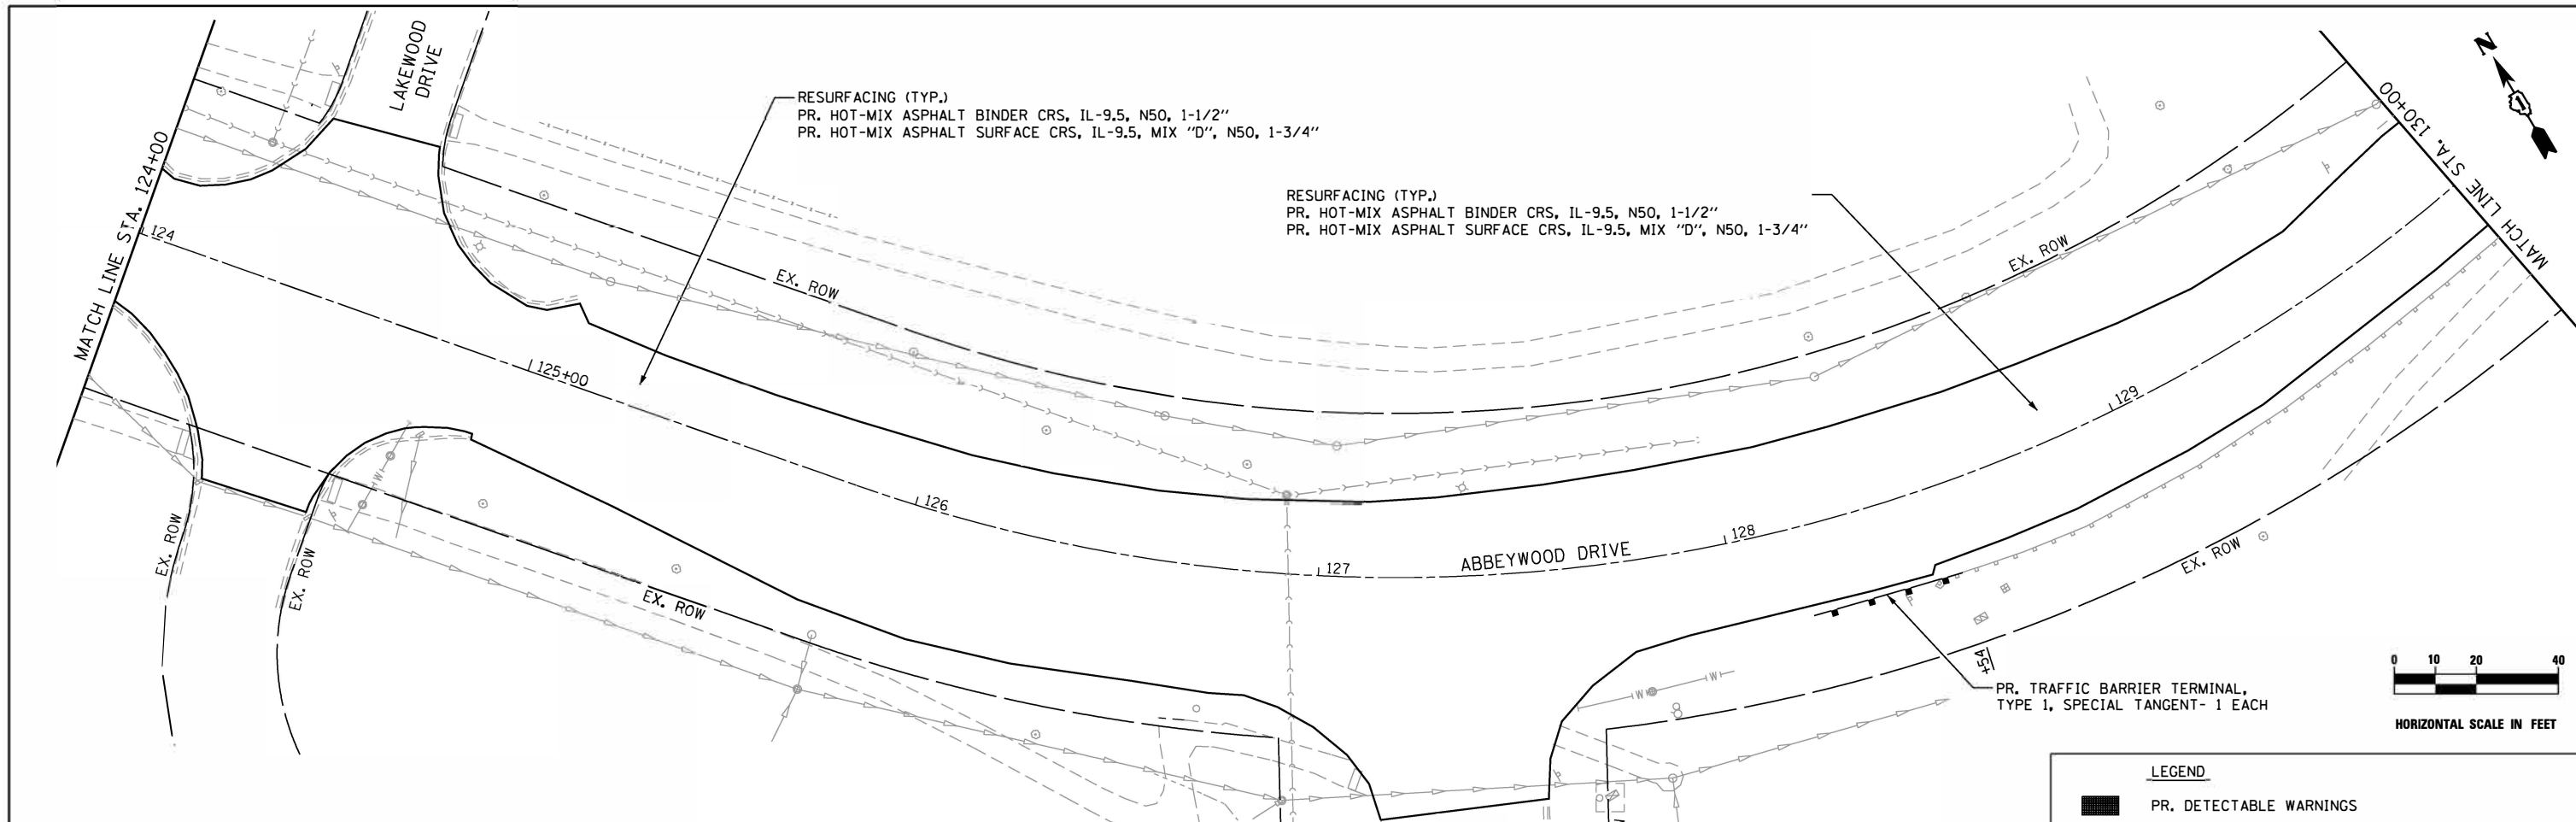 LAKEWOOD
DRIVE
N
RESURFACING (TYP.)
PR. HOT-MIX ASPHALT BINDER CRS, IL-9.5, N50, 1-1/2"
PR. HOT-MIX ASPHALT SURFACE CRS, IL-9.5, MIX "D", N50, 1-3/4"
RESURFACING (TYP.)
PR. HOT-MIX ASPHALT BINDER CRS, IL-9.5, N50, 1-1/2"
PR. HOT-MIX ASPHALT SURFACE CRS, IL-9.5, MIX "D", N50, 1-3/4"
MATCH LINE STA. 124+00
MATCH LINE STA. 130+00
124
EX. ROW
EX. ROW
125+00
129
126
EX. ROW
EX. ROW
EX. ROW
127
ABBEYWOOD DRIVE
128
EX. ROW
W
W
W
+54
PR. TRAFFIC BARRIER TERMINAL,
TYPE 1, SPECIAL TANGENT- 1 EACH
0 10 20 40
HORIZONTAL SCALE IN FEET
LEGEND
PR. DETECTABLE WARNINGS